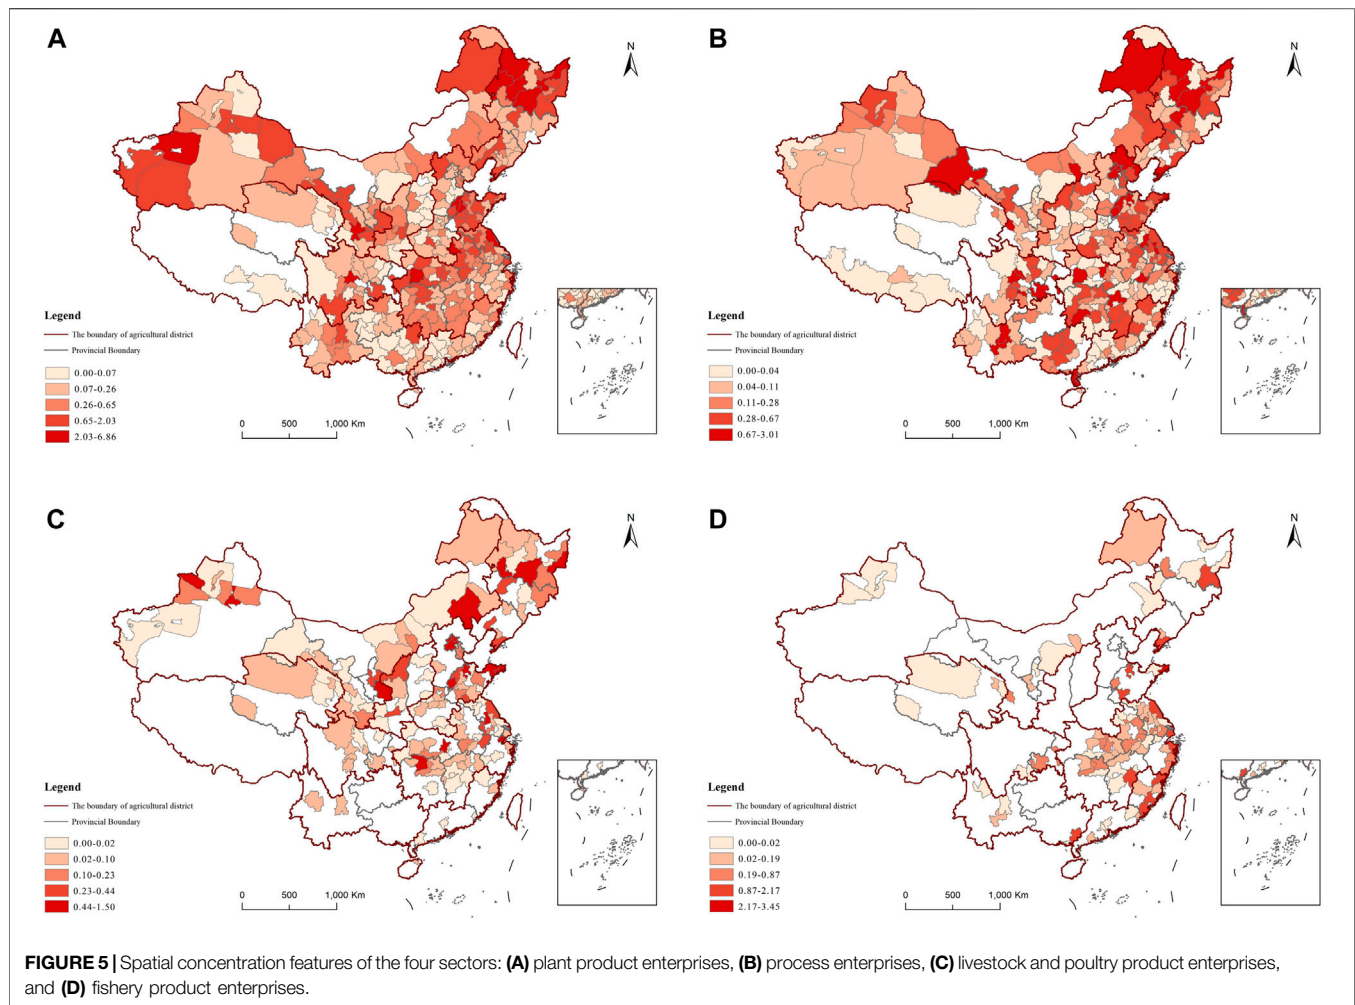 A
N
Legend
The boundary of agricultural district
Provincial Boundary
0.00-0.07
0.07-0.26
0.26-0.65
0.65-2.03
2.03-6.86
0 500 1,000 Km
B
N
Legend
The boundary of agricultural district
Provincial Boundary
0.00-0.04
0.04-0.11
0.11-0.28
0.28-0.67
0.67-3.01
0 500 1,000 Km
C
N
Legend
The boundary of agricultural district
Provincial Boundary
0.00-0.02
0.02-0.10
0.10-0.23
0.23-0.44
0.44-1.50
0 500 1,000 Km
D
N
Legend
The boundary of agricultural district
Provincial Boundary
0.00-0.02
0.02-0.19
0.19-0.87
0.87-2.17
2.17-3.45
0 500 1,000 Km
FIGURE 5 | Spatial concentration features of the four sectors: (A) plant product enterprises, (B) process enterprises, (C) livestock and poultry product enterprises,
and (D) fishery product enterprises.